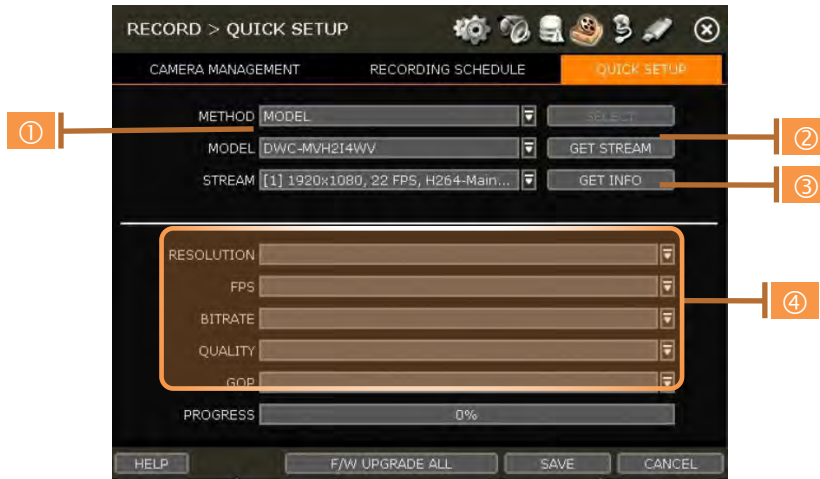 RECORD > QUICK SETUP
CAMERA MANAGEMENT RECORDING SCHEDULE QUICK SETUP
① METHOD MODEL SELECT
MODEL DWC-MVH2I4WV GET STREAM ②
STREAM [1] 1920x1080, 22 FPS, H264-Main... GET INFO ③
RESOLUTION
FPS
④
BITRATE
QUALITY
GOP
PROGRESS 0%
HELP F/W UPGRADE ALL SAVE CANCEL